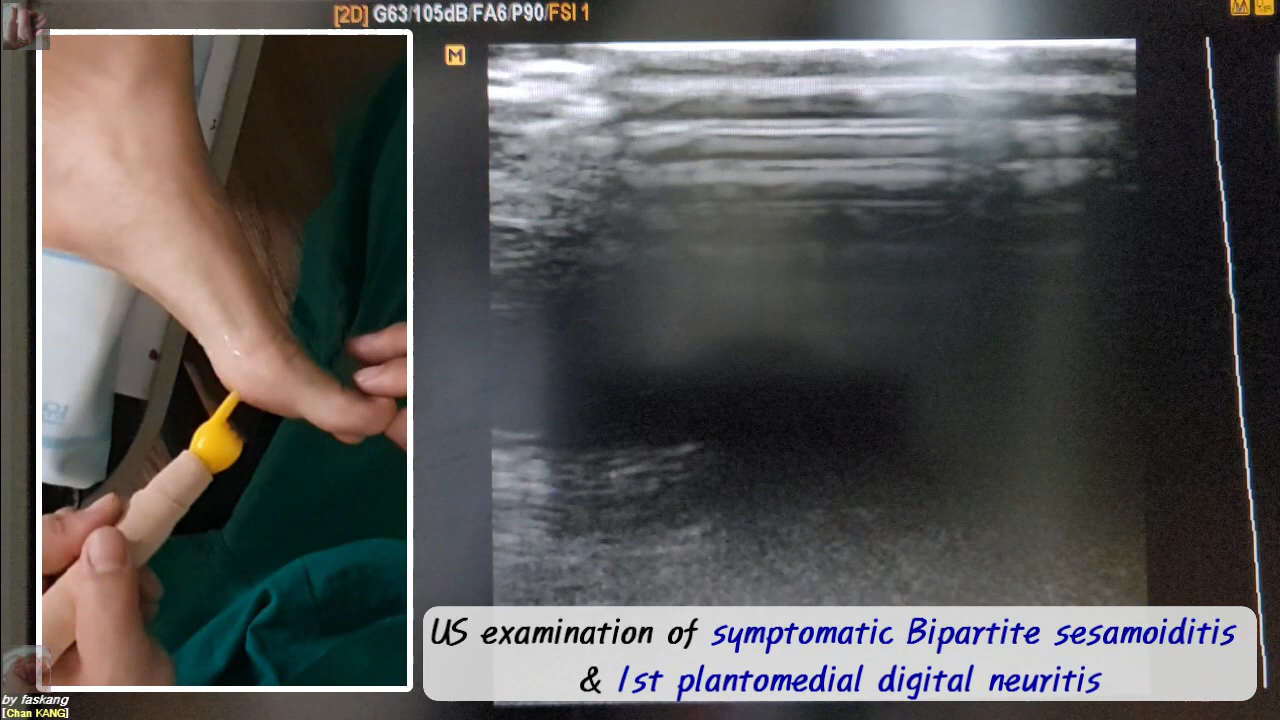 [2D] G63/105dB/FA6/P90/FSI 1
M
M
US examination of symptomatic Bipartite sesamoiditis
& 1st plantomedial digital neuritis
by faskang
[Chan KANG]